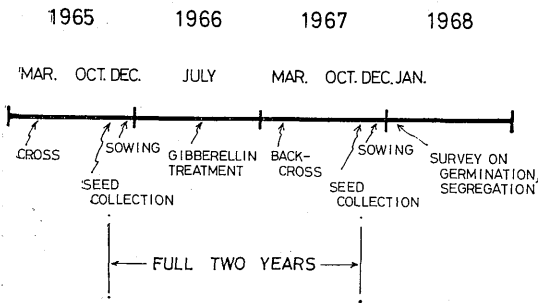 1965 1966 1967 1968
MAR. OCT. DEC. JULY MAR. OCT. DEC. JAN.
CROSS
SEED
COLLECTION
SOWING
GIBBERELLIN
TREATMENT
BACK-
CROSS
SEED
COLLECTION
SOWING
SURVEY ON
GERMINATION,
SEGREGATION
FULL TWO YEARS